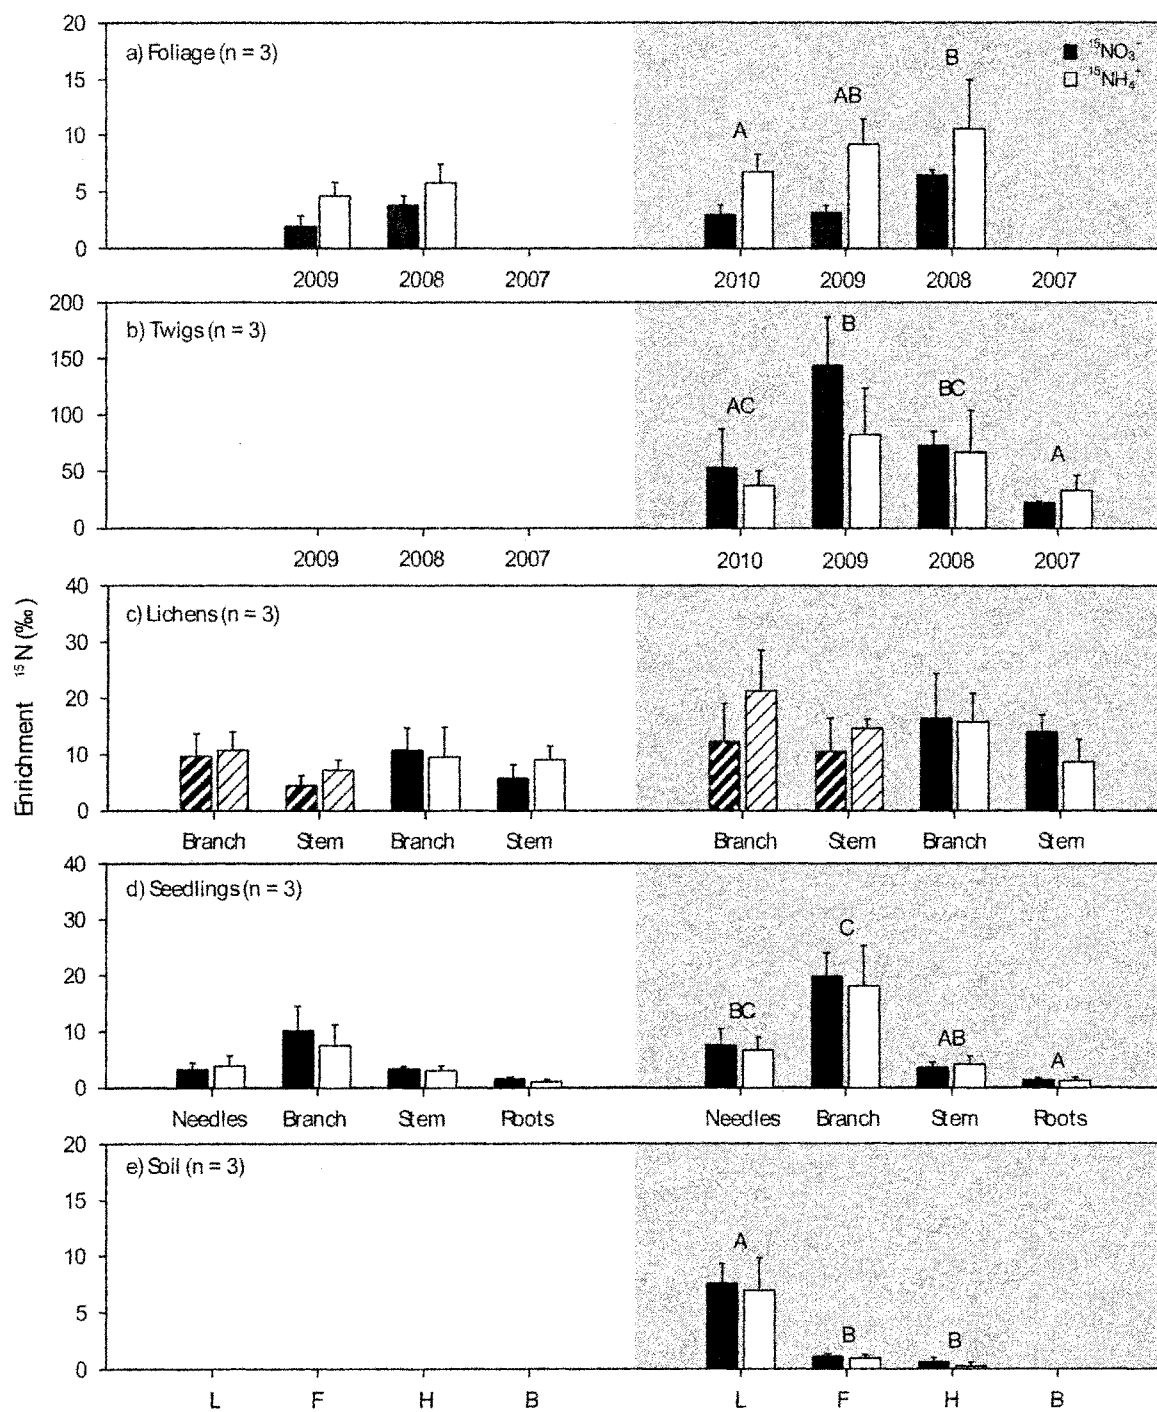 20
15
10
5
0
a) Foliage (n = 3)
A
AB
B
¹⁵NO₃⁻
¹⁵NH₄⁺
2009 2008 2007 2010 2009 2008 2007
200
150
100
50
0
b) Twigs (n = 3)
AC
B
BC
A
2009 2008 2007 2010 2009 2008 2007
Enrichment ¹⁵N (‰)
40
30
20
10
0
c) Lichens (n = 3)
Branch Stem Branch Stem Branch Stem Branch Stem
40
30
20
10
0
d) Seedlings (n = 3)
BC
C
AB
A
Needles Branch Stem Roots Needles Branch Stem Roots
20
15
10
5
0
e) Soil (n = 3)
A
B
B
L F H B L F H B